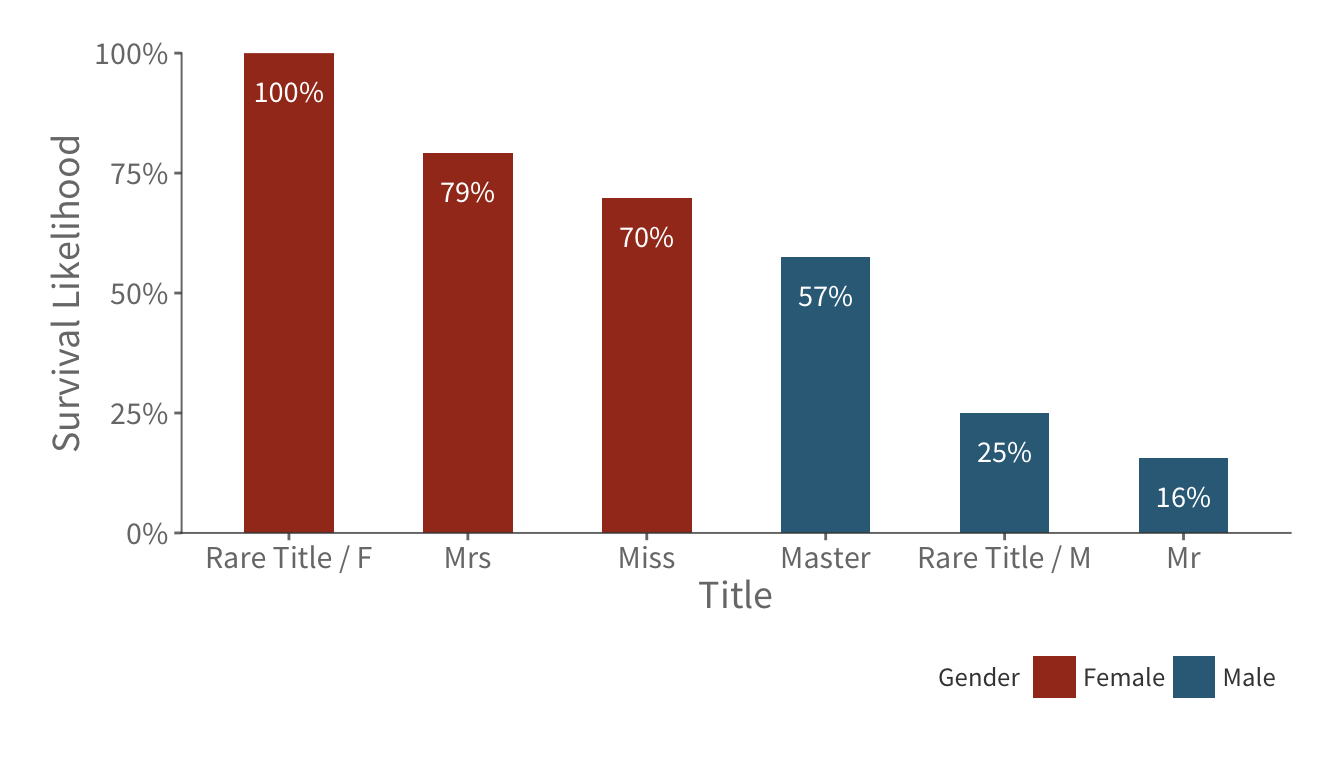 Survival Likelihood
100%
75%
50%
25%
0%
100%
79%
70%
57%
25%
16%
Rare Title / F Mrs Miss Master Rare Title / M Mr
Title
Gender Female Male